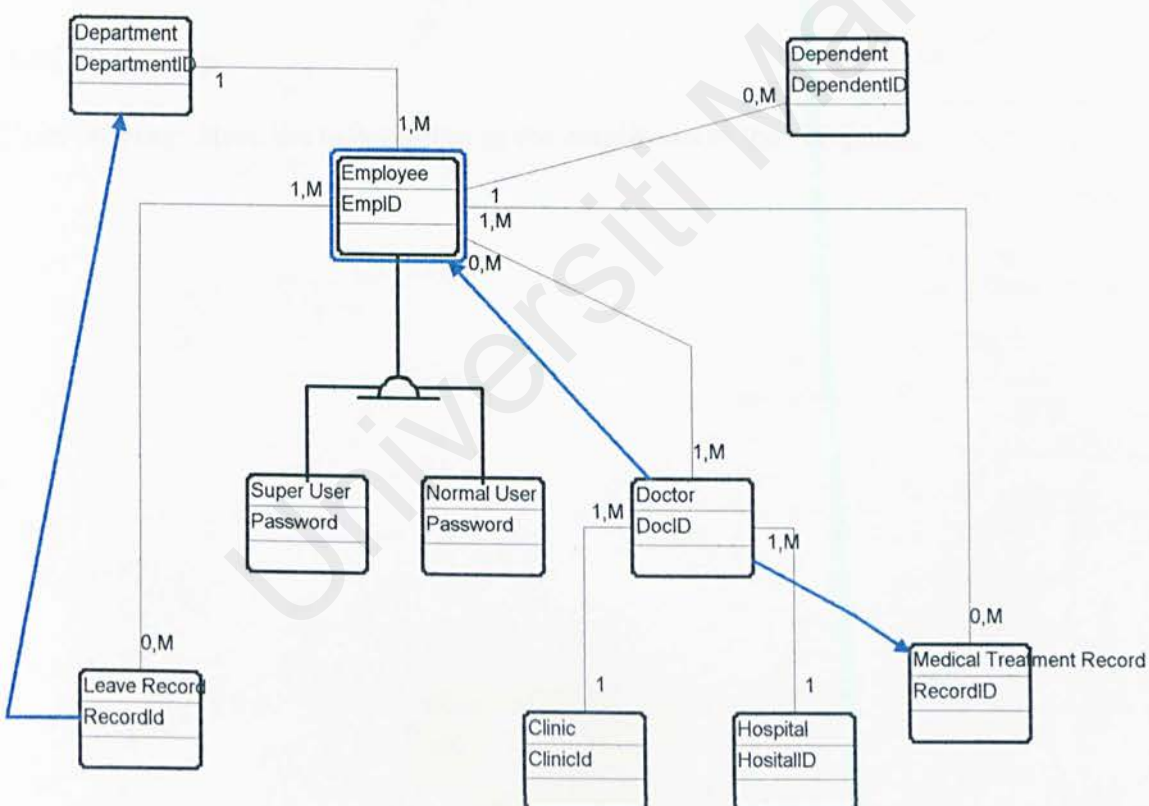 Department
DepartmentID
1
1,M
Dependent
DependentID
0,M
Employee
EmpID
1,M
1
1,M
0,M
Super User
Password
Normal User
Password
1,M
Doctor
DocID
1,M
1,M
0,M
Leave Record
RecordId
0,M
Medical Treatment Record
RecordID
1
1
Clinic
ClinicId
Hospital
HositalID
Universiti Ma